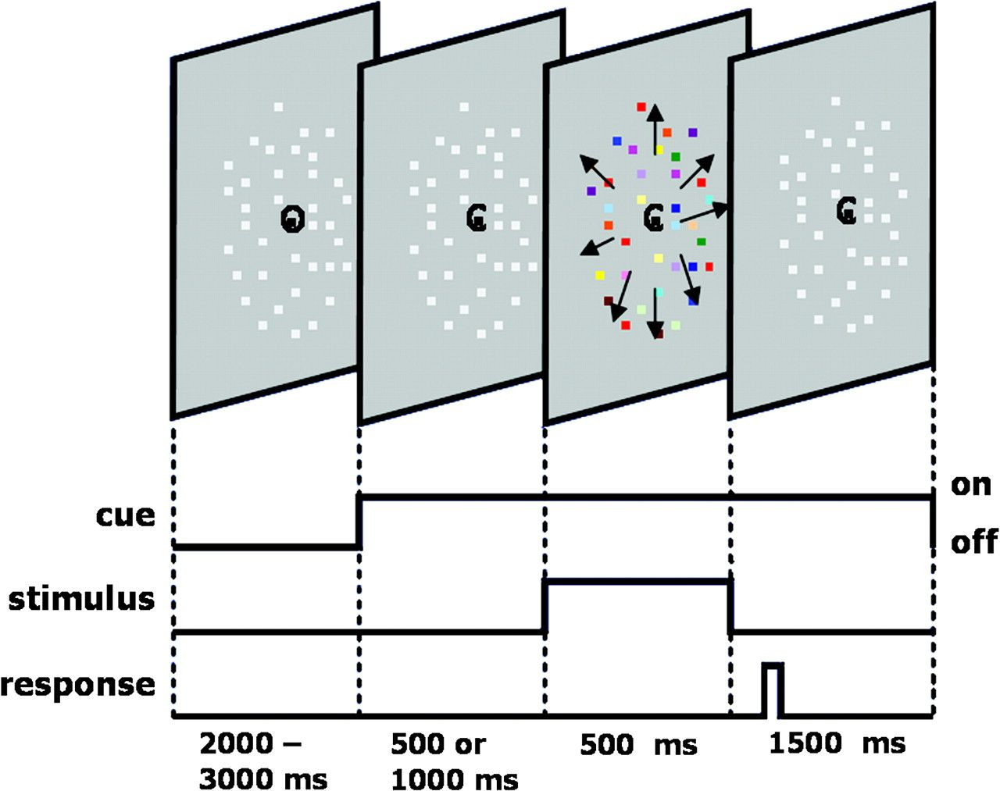 O
C
C
C
on
cue
off
stimulus
response
2000 –
3000 ms
500 or
1000 ms
500 ms
1500 ms